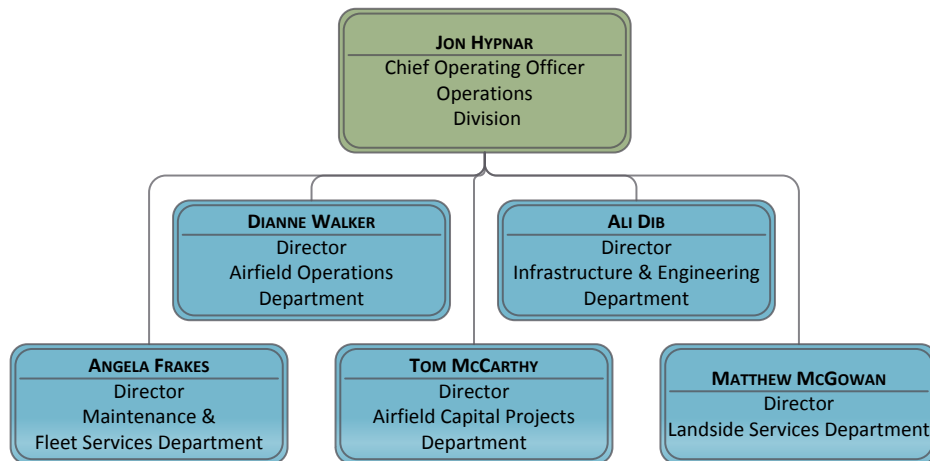 JON HYPNAR
Chief Operating Officer
Operations
Division
DIANNE WALKER
Director
Airfield Operations
Department
ALI DIB
Director
Infrastructure & Engineering
Department
ANGELA FRAKES
Director
Maintenance &
Fleet Services Department
TOM MCCARTHY
Director
Airfield Capital Projects
Department
MATTHEW MCGOWAN
Director
Landside Services Department